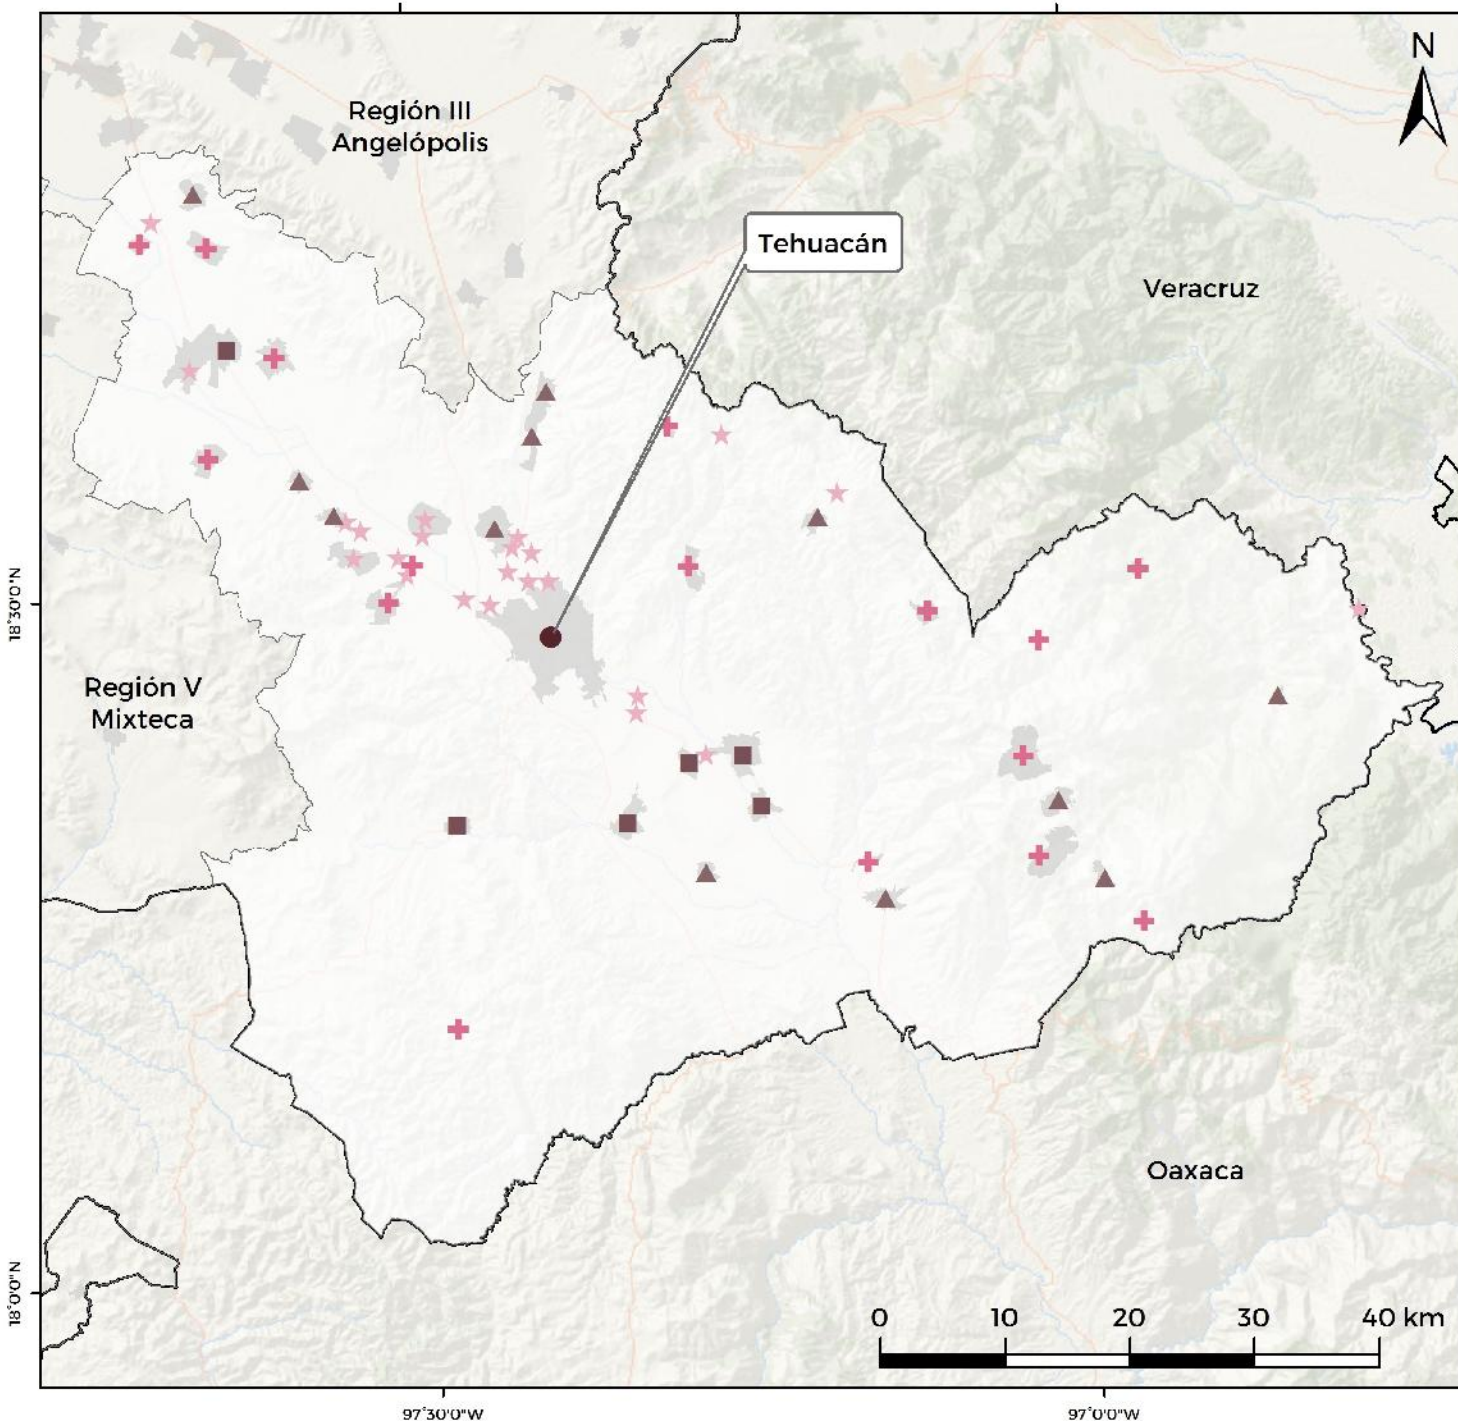 N
Región III
Angelópolis
Tehuacán
Veracruz
18°30'0"N
Región V
Mixteca
Oaxaca
18°0'0"N
0 10 20 30 40 km
97°30'0"W 97°0'0"W